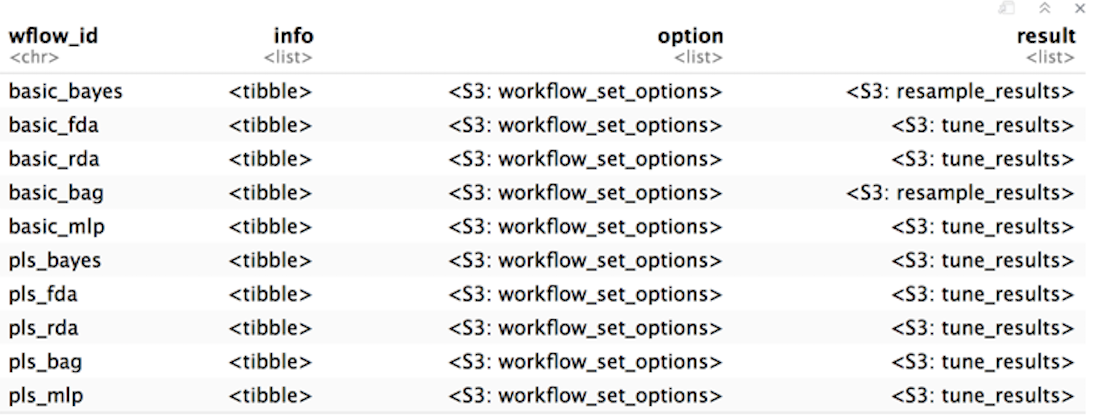 wflow_id info option result
<chr> <list> <list> <list>
basic_bayes <tibble> <S3: workflow_set_options> <S3: resample_results>
basic_fda <tibble> <S3: workflow_set_options> <S3: tune_results>
basic_rda <tibble> <S3: workflow_set_options> <S3: tune_results>
basic_bag <tibble> <S3: workflow_set_options> <S3: resample_results>
basic_mlp <tibble> <S3: workflow_set_options> <S3: tune_results>
pls_bayes <tibble> <S3: workflow_set_options> <S3: tune_results>
pls_fda <tibble> <S3: workflow_set_options> <S3: tune_results>
pls_rda <tibble> <S3: workflow_set_options> <S3: tune_results>
pls_bag <tibble> <S3: workflow_set_options> <S3: tune_results>
pls_mlp <tibble> <S3: workflow_set_options> <S3: tune_results>